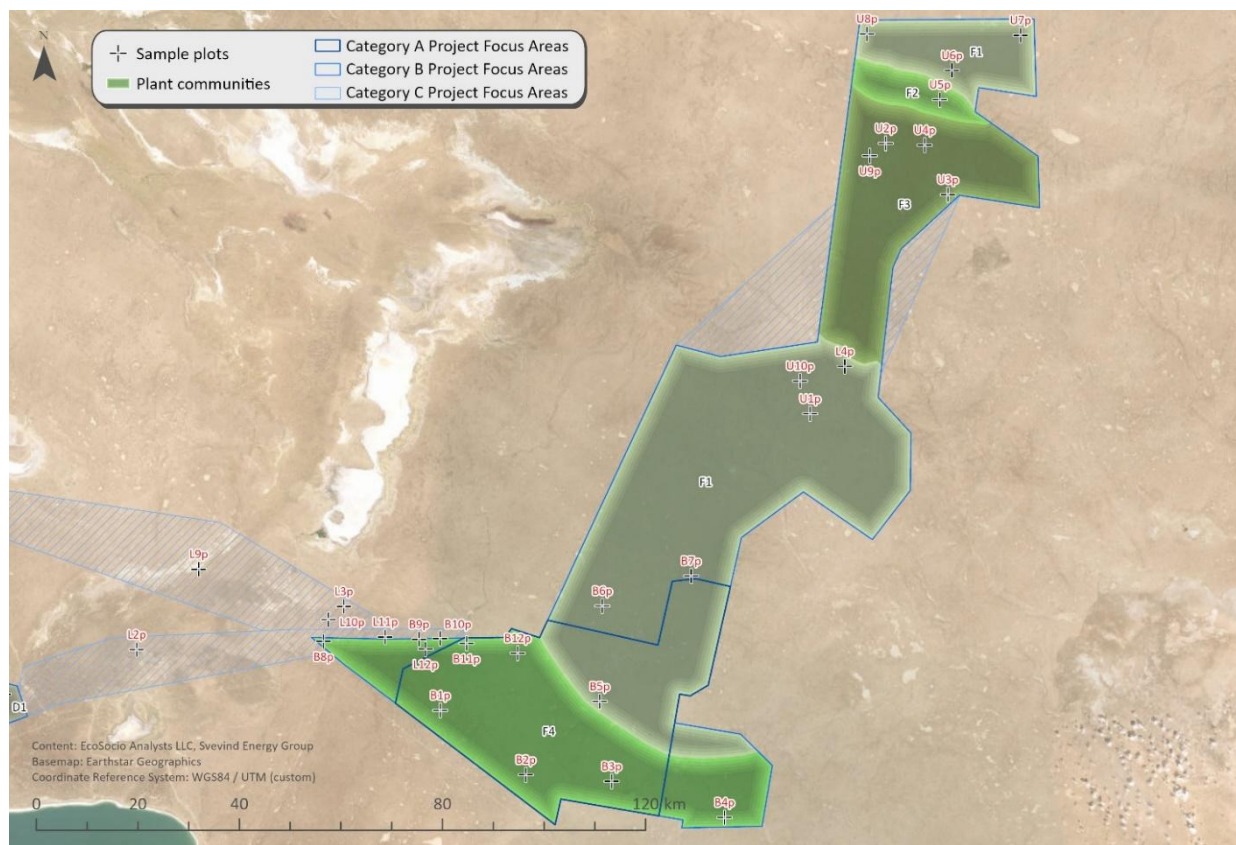 N
Sample plots
Plant communities
Category A Project Focus Areas
Category B Project Focus Areas
Category C Project Focus Areas
U8p
U7p
F1
U6p
U5p
F2
U2p
U4p
U9p
U3p
F3
L4p
U10p
U1p
F1
L9p
B7p
L3p
B6p
L10p
L11p
B9p
B10p
B12p
L2p
B8p
L12p
B11p
B1p
B5p
D1
F4
Content: EcoSocio Analysts LLC, Svevind Energy Group
Basemap: Earthstar Geographics
Coordinate Reference System: WGS84 / UTM (custom)
B2p
B3p
B4p
0
20
40
80
120 km